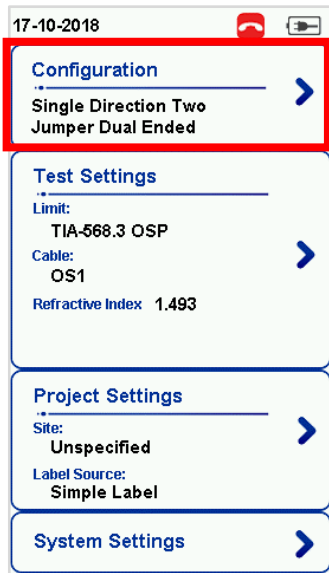 17-10-2018
Configuration
Single Direction Two
Jumper Dual Ended
Test Settings
Limit:
TIA-568.3 OSP
Cable:
OS1
Refractive Index 1.493
Project Settings
Site:
Unspecified
Label Source:
Simple Label
System Settings